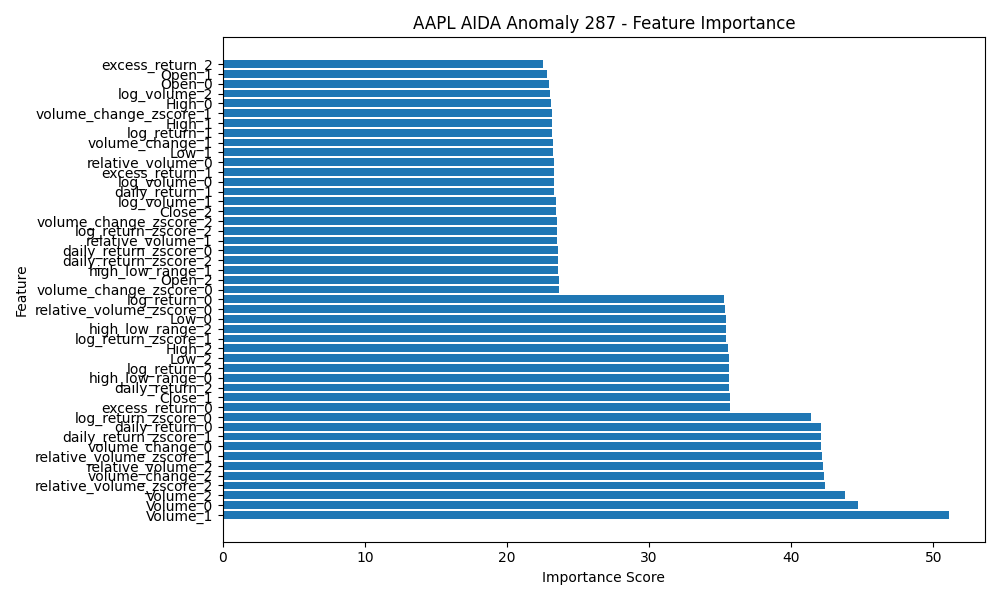 AAPL AIDA Anomaly 287 - Feature Importance
excess_return_2
Open_1
Open_0
log_volume_2
High_0
volume_change_zscore_1
High_1
log_return_1
volume_change_1
Low_1
relative_volume_0
excess_return_1
log_volume_0
daily_return_1
log_volume_1
Close_2
volume_change_zscore_2
log_return_zscore_2
relative_volume_1
daily_return_zscore_0
daily_return_zscore_2
high_low_range_1
Open_2
volume_change_zscore_0
log_return_0
relative_volume_zscore_0
Low_0
high_low_range_2
log_return_zscore_1
High_2
Low_2
log_return_2
high_low_range_0
daily_return_2
Close_1
excess_return_0
log_return_zscore_0
daily_return_0
daily_return_zscore_1
volume_change_0
relative_volume_zscore_1
relative_volume_2
volume_change_2
relative_volume_zscore_2
Volume_2
Volume_0
Volume_1
Feature
0 10 20 30 40 50
Importance Score